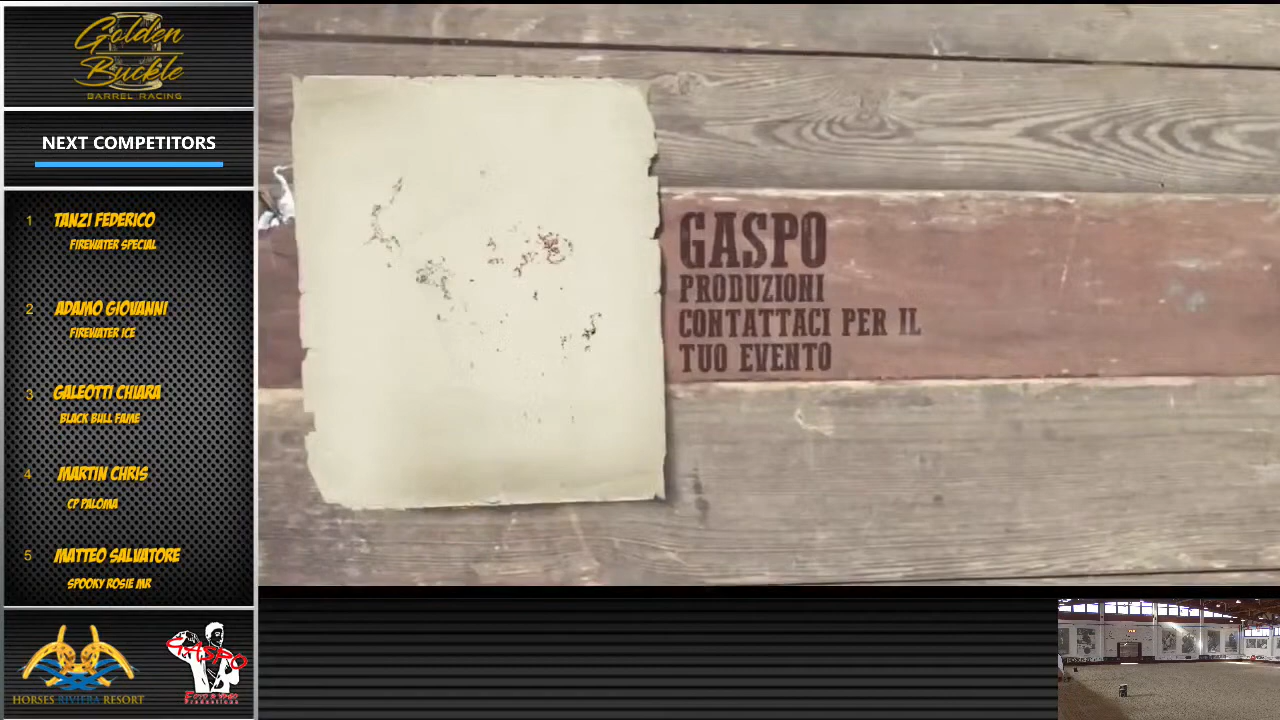 Golden
Buckle
BARREL RACING
NEXT COMPETITORS
1 TANZI FEDERICO
FIREWATER SPECIAL
2 ADAMO GIOVANNI
FIREWATER ICE
3 GALEOTTI CHIARA
BLACK BULL FAME
4 MARTIN CHRIS
CP PALOMA
5 MATTEO SALVATORE
SPOOKY ROSIE MR
HORSES RIVIERA RESORT
GASPO
Productions
GASPO
PRODUZIONI
CONTATTACI PER IL
TUO EVENTO